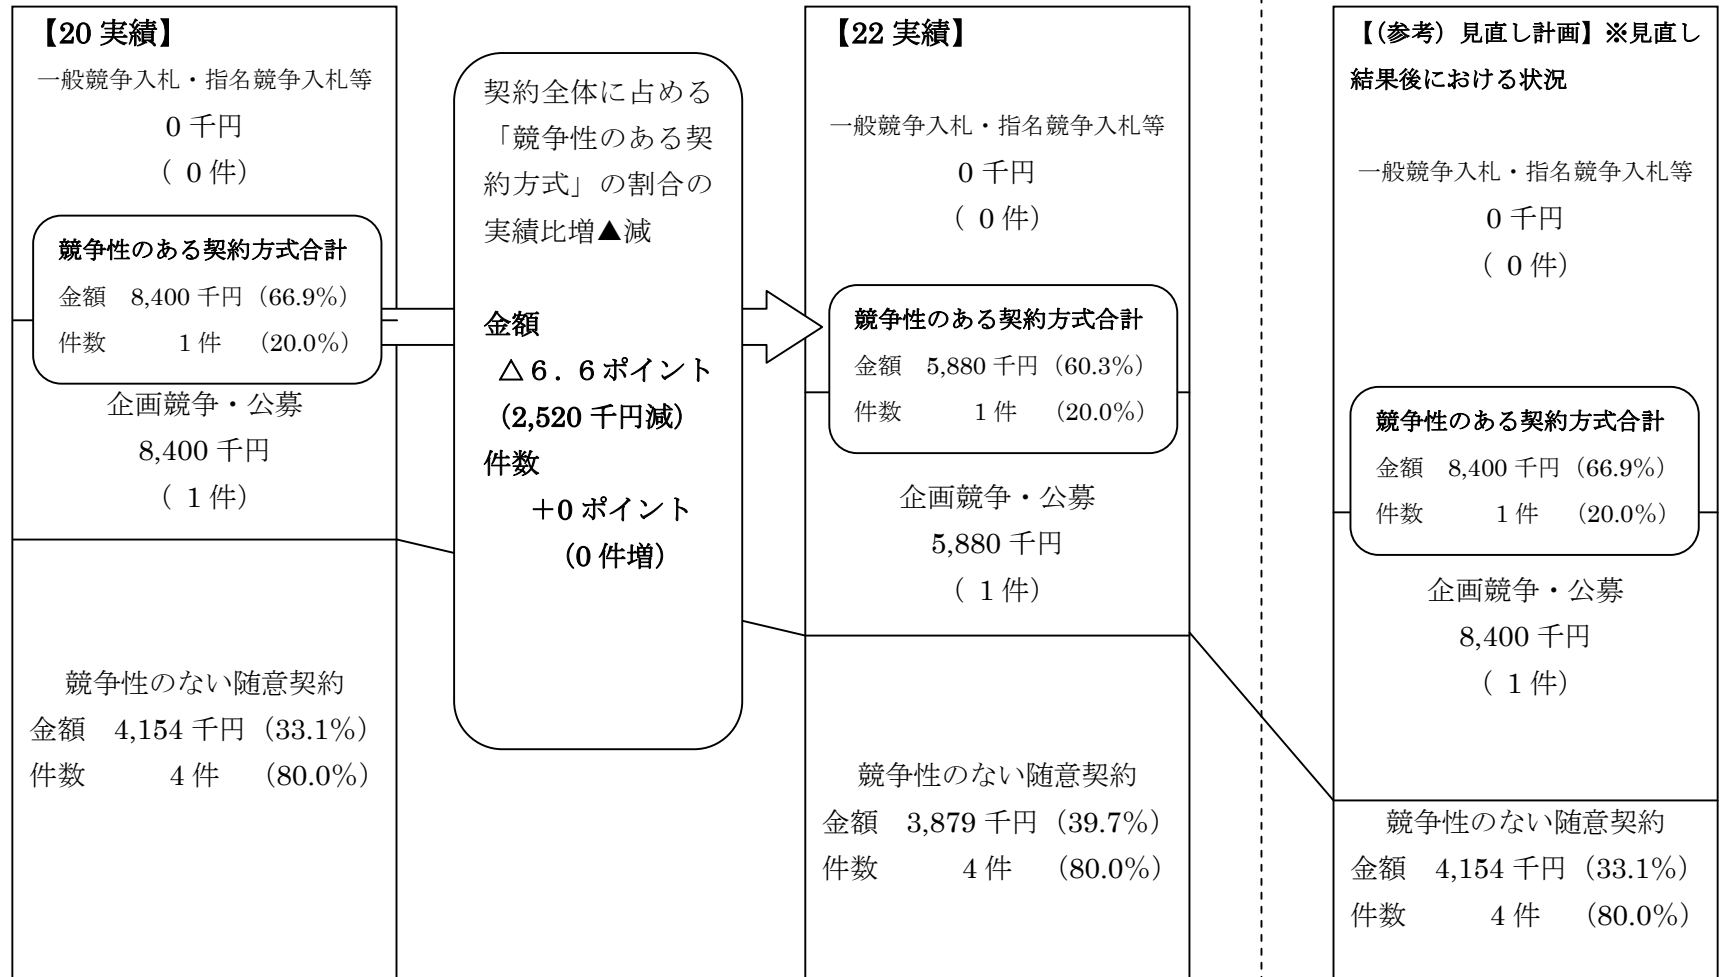 【20 実績】
一般競争入札・指名競争入札等
0 千円
（ 0 件）
競争性のある契約方式合計
金額 8,400 千円（66.9%）
件数 1 件 （20.0%）
企画競争・公募
8,400 千円
（ 1 件）
競争性のない随意契約
金額 4,154 千円（33.1%）
件数 4 件 （80.0%）
契約全体に占める
「競争性のある契
約方式」の割合の
実績比増▲減
金額
△６．６ポイント
（2,520 千円減）
件数
＋0 ポイント
（0 件増）
【22 実績】
一般競争入札・指名競争入札等
0 千円
（ 0 件）
競争性のある契約方式合計
金額 5,880 千円（60.3%）
件数 1 件 （20.0%）
企画競争・公募
5,880 千円
（ 1 件）
競争性のない随意契約
金額 3,879 千円（39.7%）
件数 4 件 （80.0%）
【（参考）見直し計画】※見直し
結果後における状況
一般競争入札・指名競争入札等
0 千円
（ 0 件）
競争性のある契約方式合計
金額 8,400 千円（66.9%）
件数 1 件 （20.0%）
企画競争・公募
8,400 千円
（ 1 件）
競争性のない随意契約
金額 4,154 千円（33.1%）
件数 4 件 （80.0%）